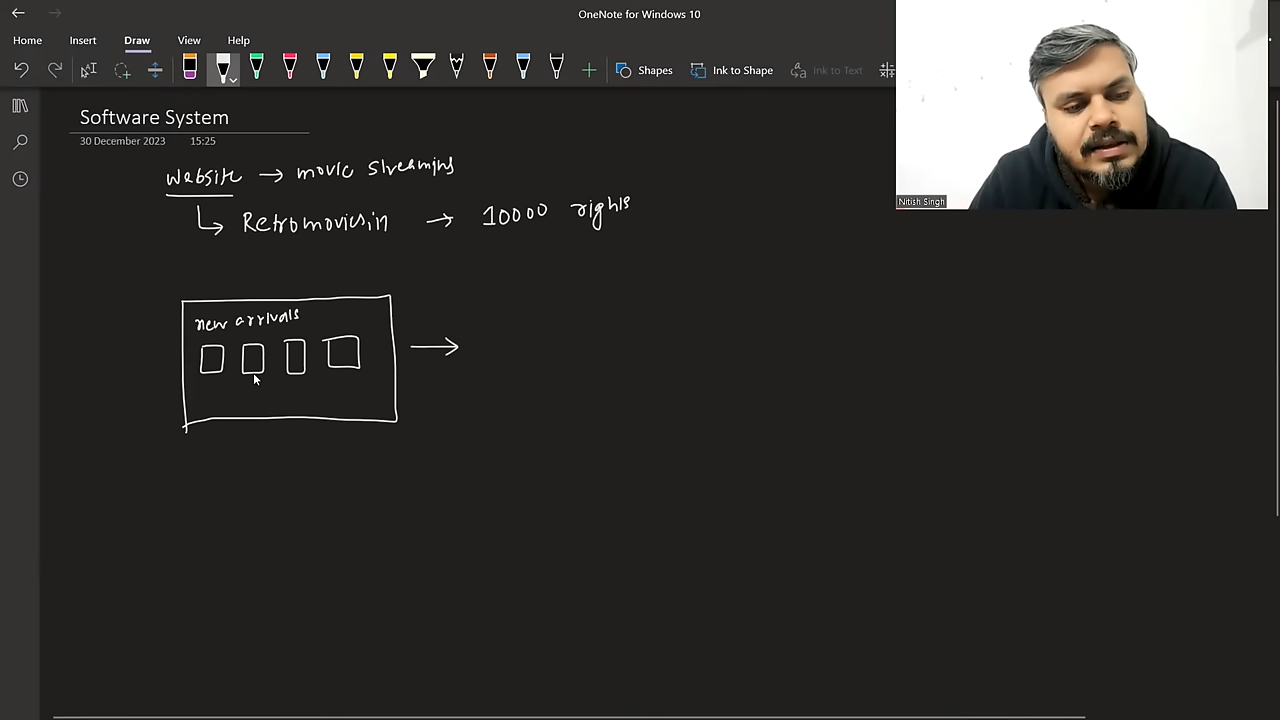 OneNote for Windows 10
Home Insert Draw View Help
Shapes Ink to Shape Ink to Text
Software System
30 December 2023 15:25
Website → movie streaming
Retromovies.in → 10000 rights
new arrivals
Nitish Singh